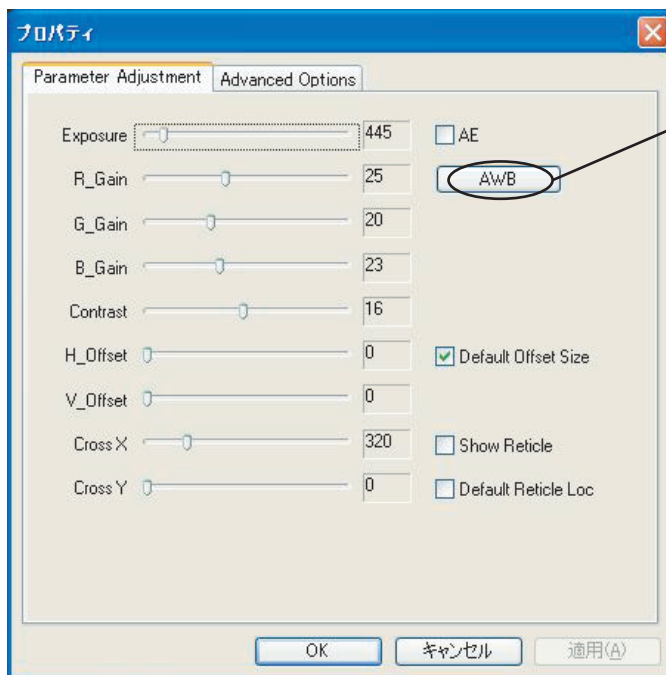 プロパティ
Parameter Adjustment Advanced Options
Exposure 445 AE
R_Gain 25 AWB
G_Gain 20
B_Gain 23
Contrast 16
H_Offset 0 Default Offset Size
V_Offset 0
Cross X 320 Show Reticle
Cross Y 0 Default Reticle Loc
OK キャンセル 適用(A)